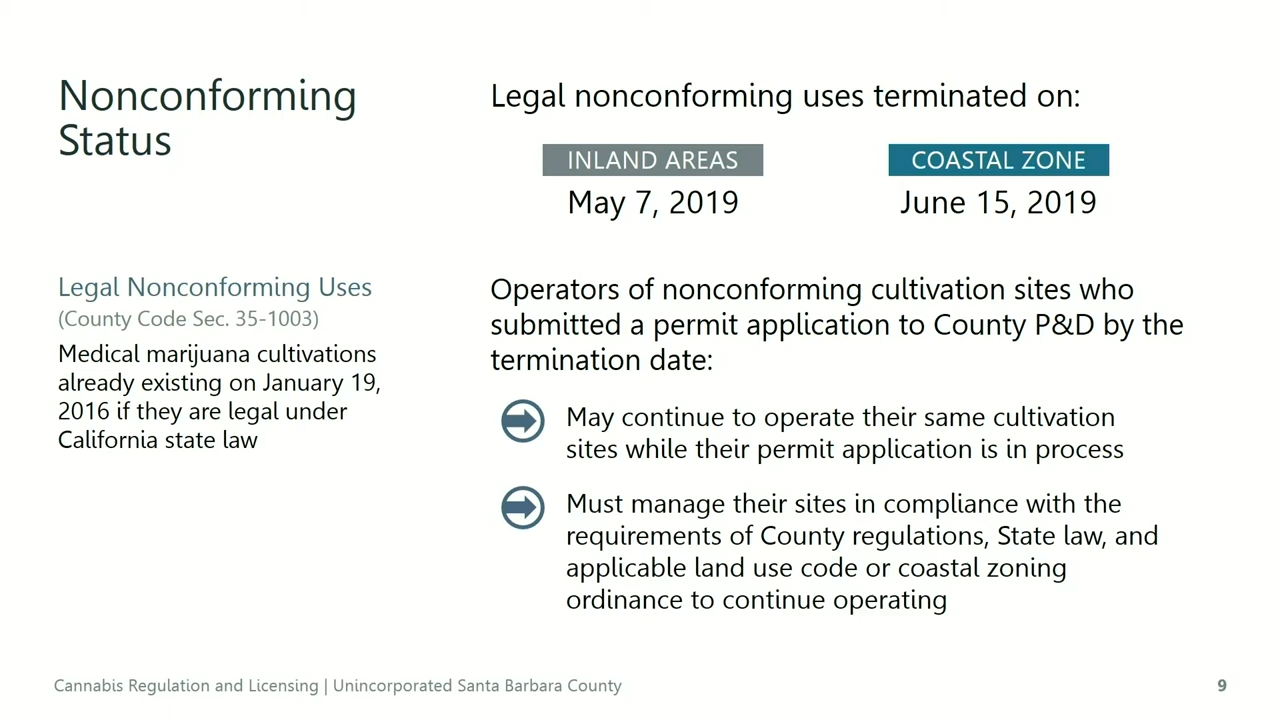 Nonconforming
Status
Legal nonconforming uses terminated on:
INLAND AREAS
May 7, 2019
COASTAL ZONE
June 15, 2019
Legal Nonconforming Uses
(County Code Sec. 35-1003)
Medical marijuana cultivations
already existing on January 19,
2016 if they are legal under
California state law
Operators of nonconforming cultivation sites who
submitted a permit application to County P&D by the
termination date:
May continue to operate their same cultivation
sites while their permit application is in process
Must manage their sites in compliance with the
requirements of County regulations, State law, and
applicable land use code or coastal zoning
ordinance to continue operating
Cannabis Regulation and Licensing | Unincorporated Santa Barbara County
9